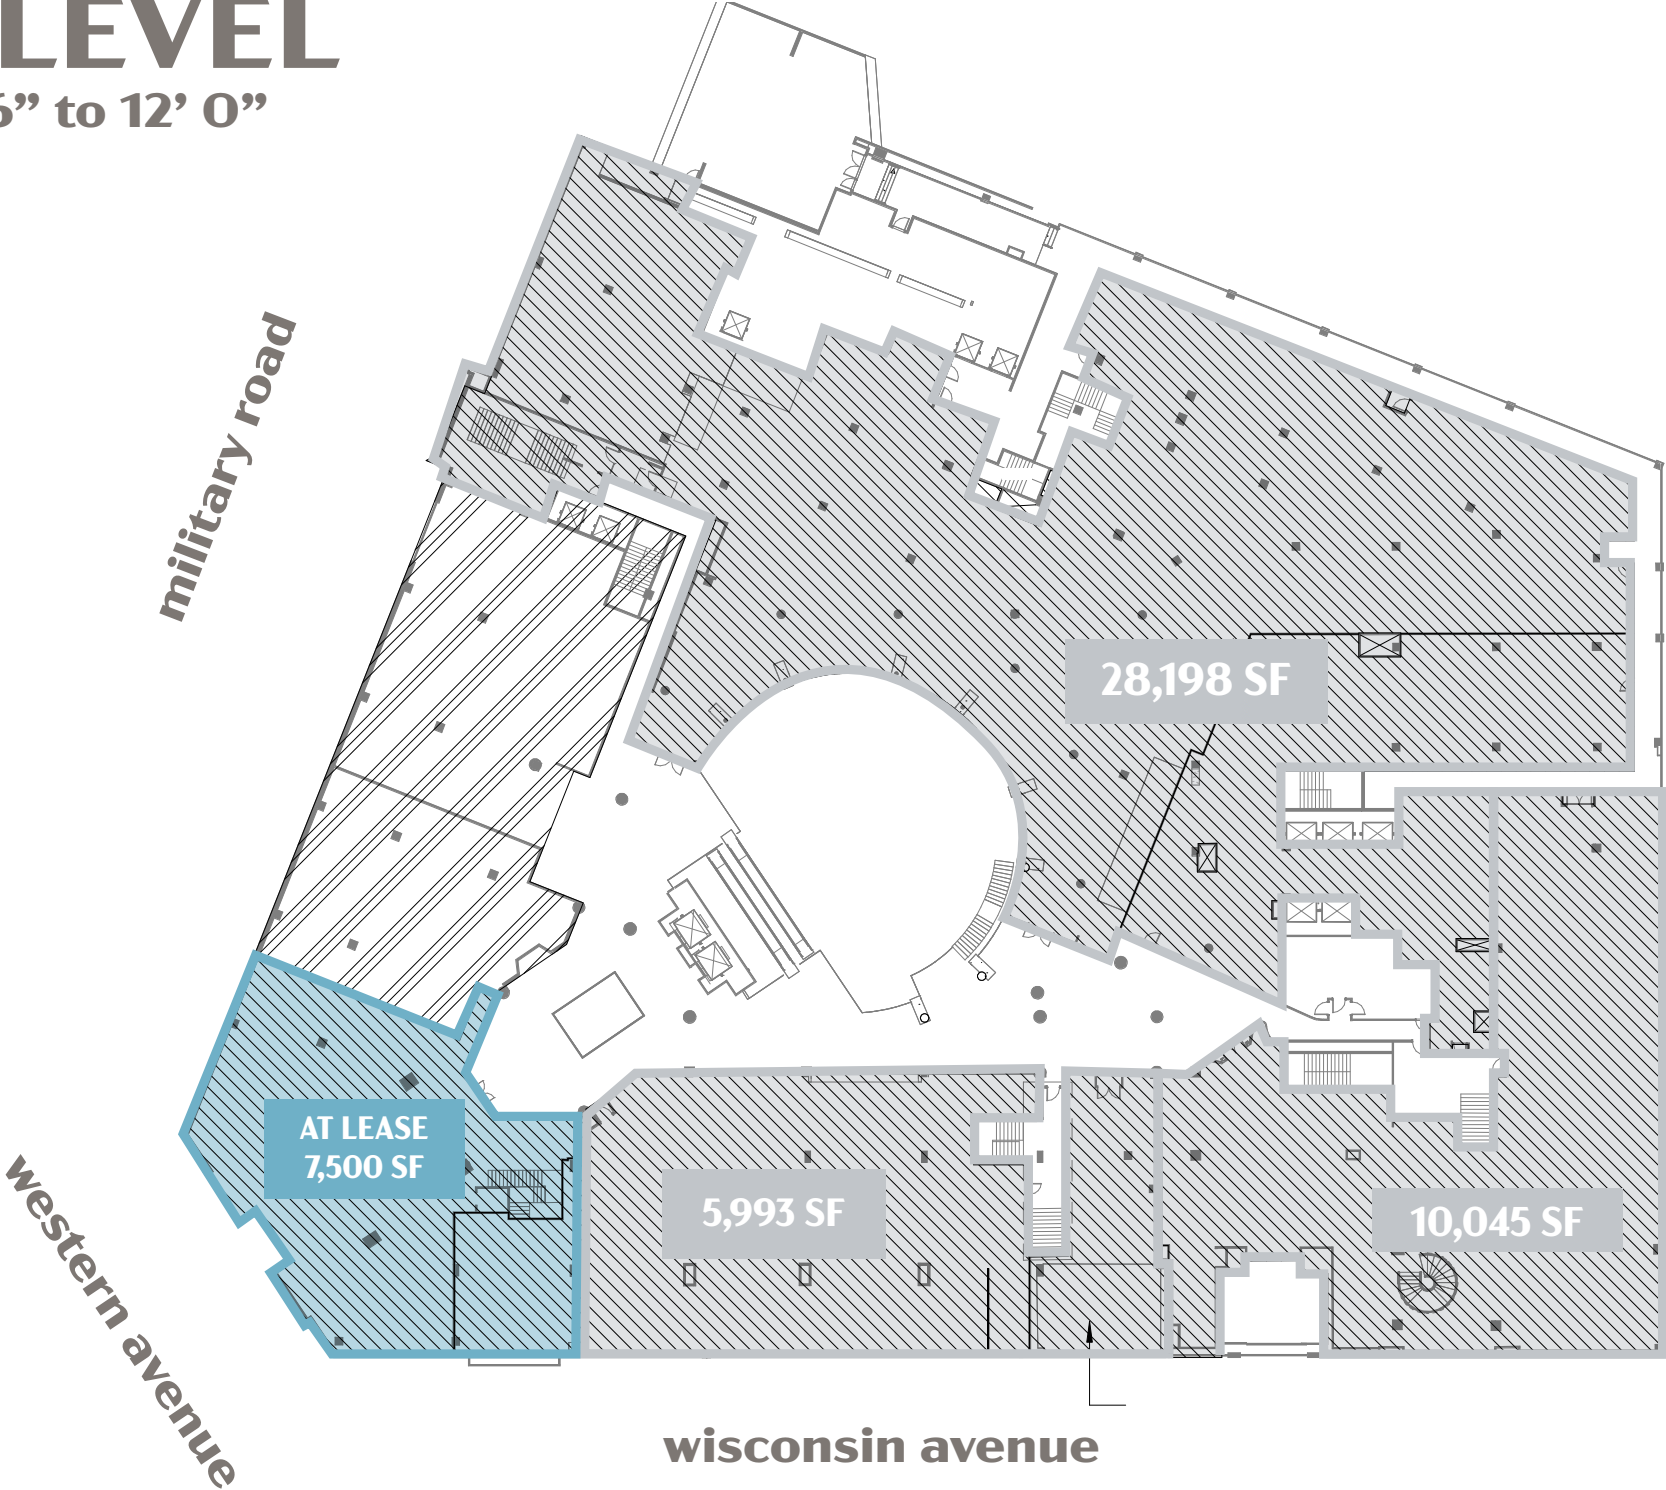 LEVEL
6” to 12’ 0”
military road
28,198 SF
AT LEASE
7,500 SF
5,993 SF
10,045 SF
western avenue
wisconsin avenue